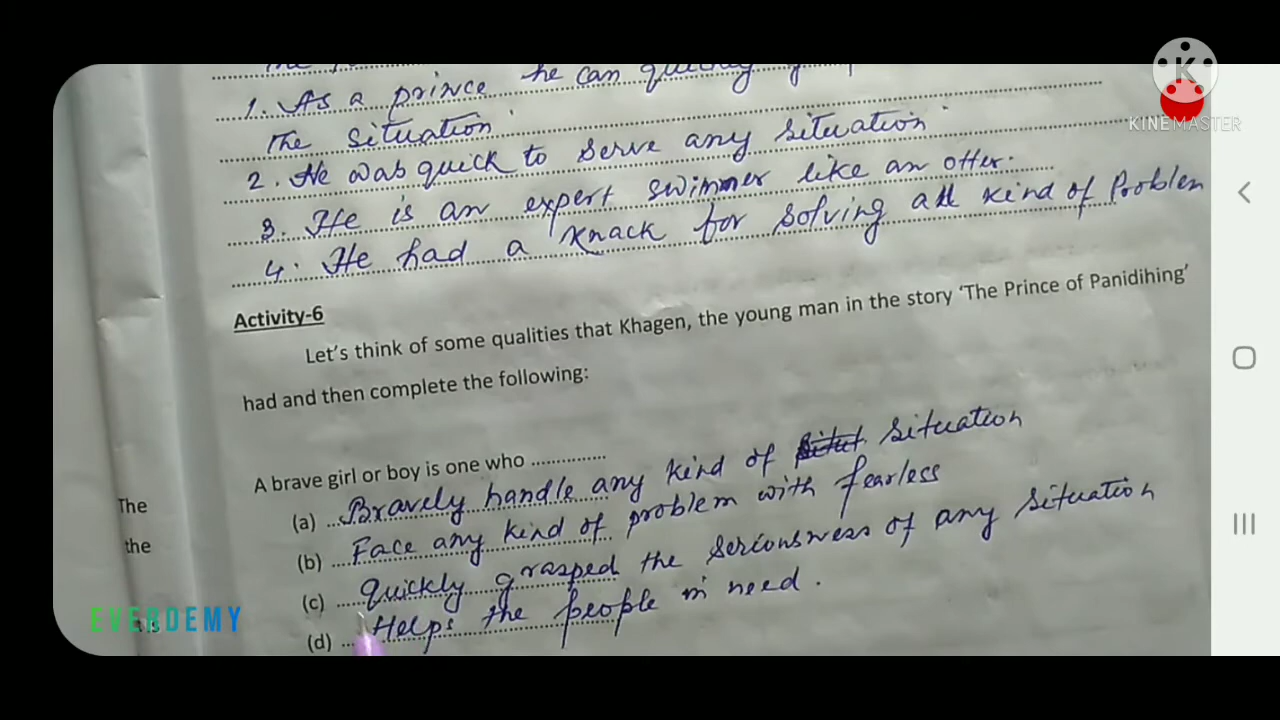 1. As a prince he can quickly
The situation
2. He was quick to serve any situation
3. He is an expert swimmer like an otter.
4. He had a knack for solving all kind of Problem
Activity-6
Let's think of some qualities that Khagen, the young man in the story ‘The Prince of Panidihing’
had and then complete the following:
A brave girl or boy is one who ..............
(a) Bravely handle any kind of situation
(b) Face any kind of problem with fearless
(c) Quickly grasped the seriousness of any situation
(d) Helps the people in need.
The
the
EVERDEMY
KINEMASTER